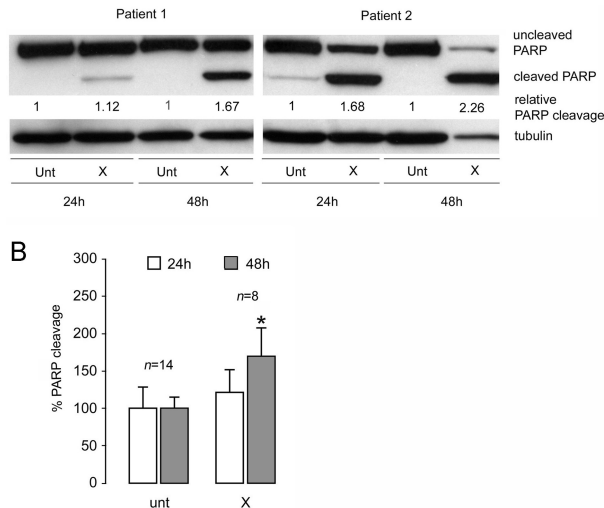 Patient 1 Patient 2
uncleaved
PARP
cleaved PARP
1 1.12 1 1.67 1 1.68 1 2.26 relative
PARP cleavage
tubulin
Unt X Unt X Unt X Unt X
24h 48h 24h 48h
B
300
250
200
150
100
50
0
% PARP cleavage
24h 48h
n=14
n=8
*
unt X